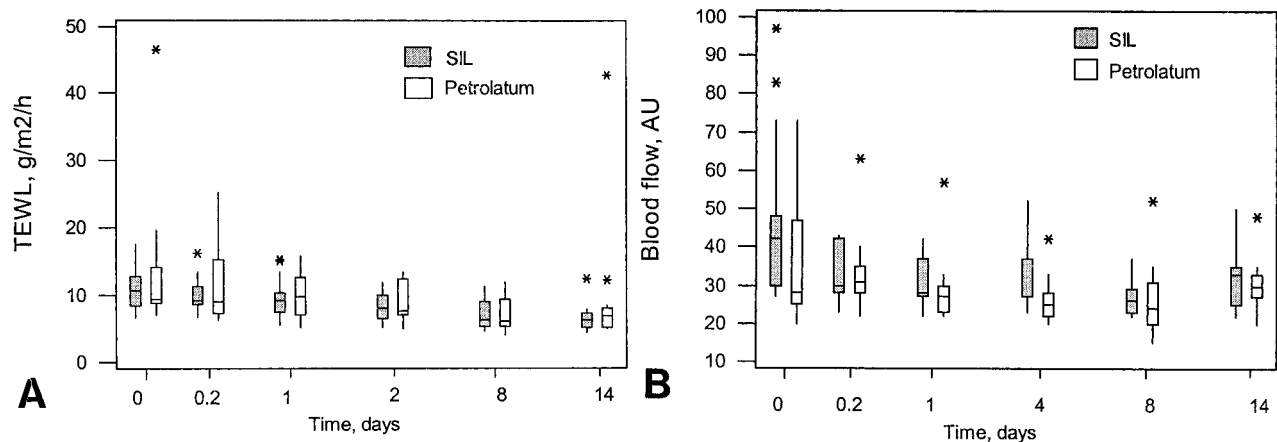 50
40
30
20
10
0
TEWL, g/m2/h
SIL
Petrolatum
0 0.2 1 2 8 14
Time, days
A
100
90
80
70
60
50
40
30
20
10
Blood flow, AU
SIL
Petrolatum
0 0.2 1 4 8 14
Time, days
B